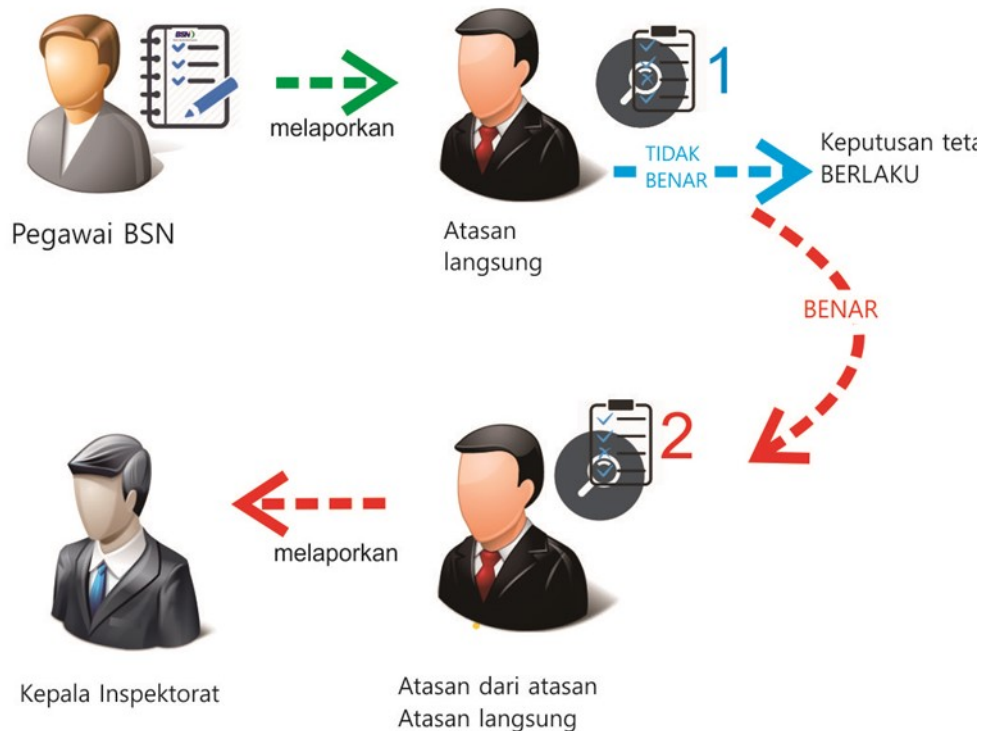 BSN
1
melaporkan
TIDAK
BENAR
Keputusan teta
BERLAKU
Pegawai BSN
Atasan
langsung
BENAR
2
melaporkan
Kepala Inspektorat
Atasan dari atasan
Atasan langsung